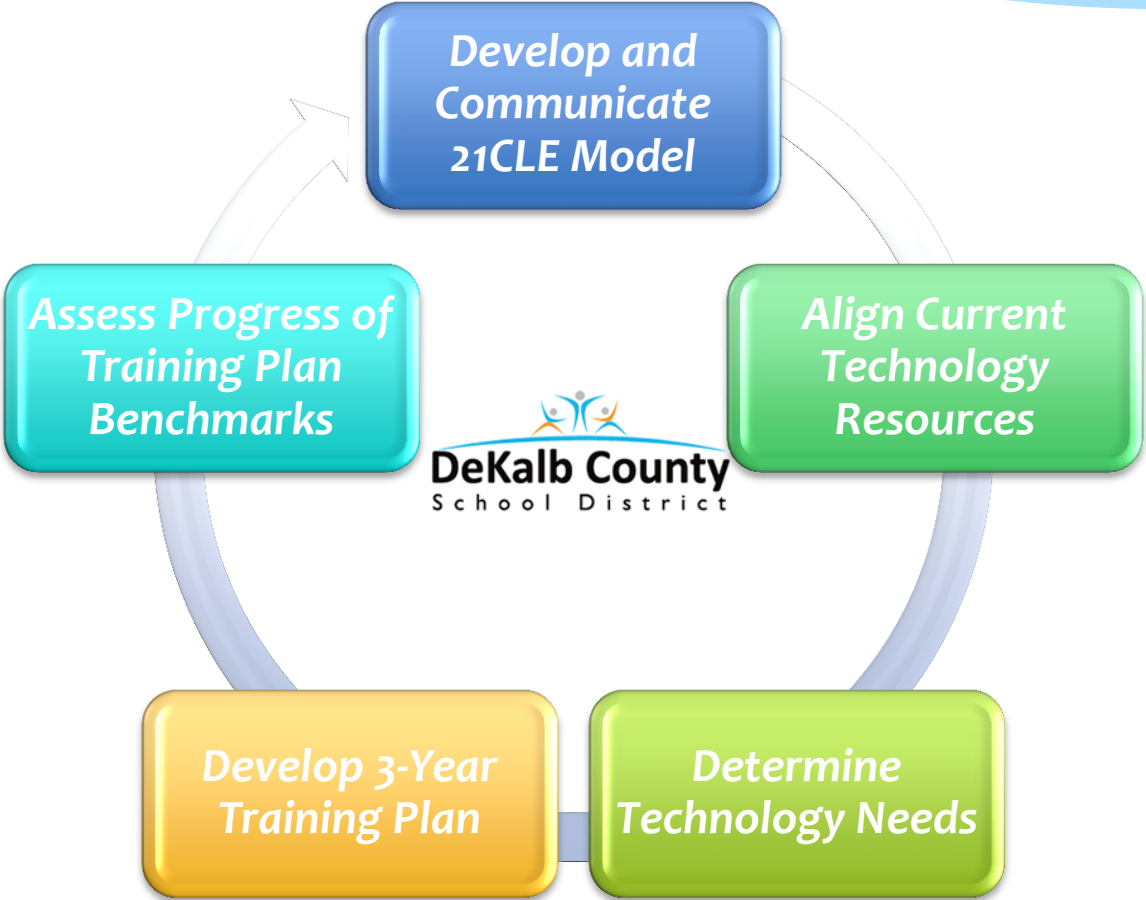 Develop and
Communicate
21CLE Model
Align Current
Technology
Resources
Determine
Technology Needs
Develop 3-Year
Training Plan
Assess Progress of
Training Plan
Benchmarks
DeKalb County
School District